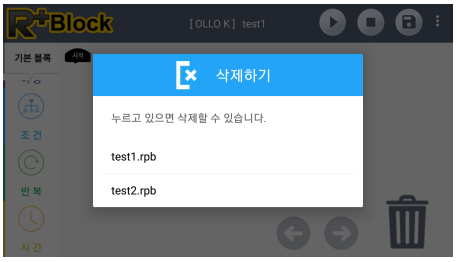 R+Block
[ OLLO K ] test1
기본 블록
시작
삭제하기
누르고 있으면 삭제할 수 있습니다.
test1.rpb
test2.rpb
조건
반복
시간